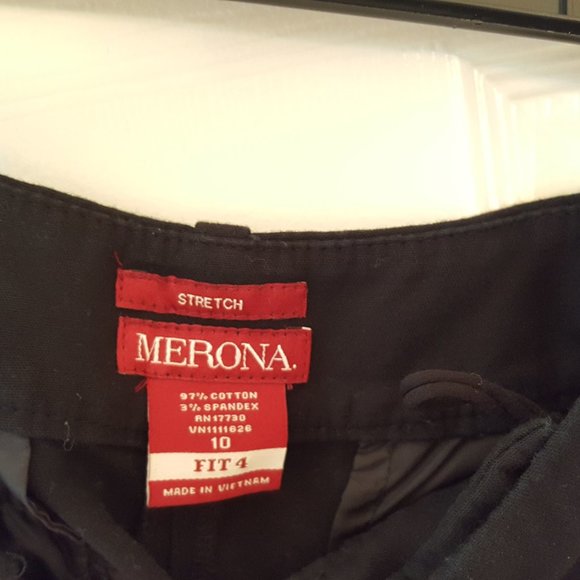 STRETCH
MERONA.
97% COTTON
3% SPANDEX
RN17730
VN1111626
10
FIT 4
MADE IN VIETNAM